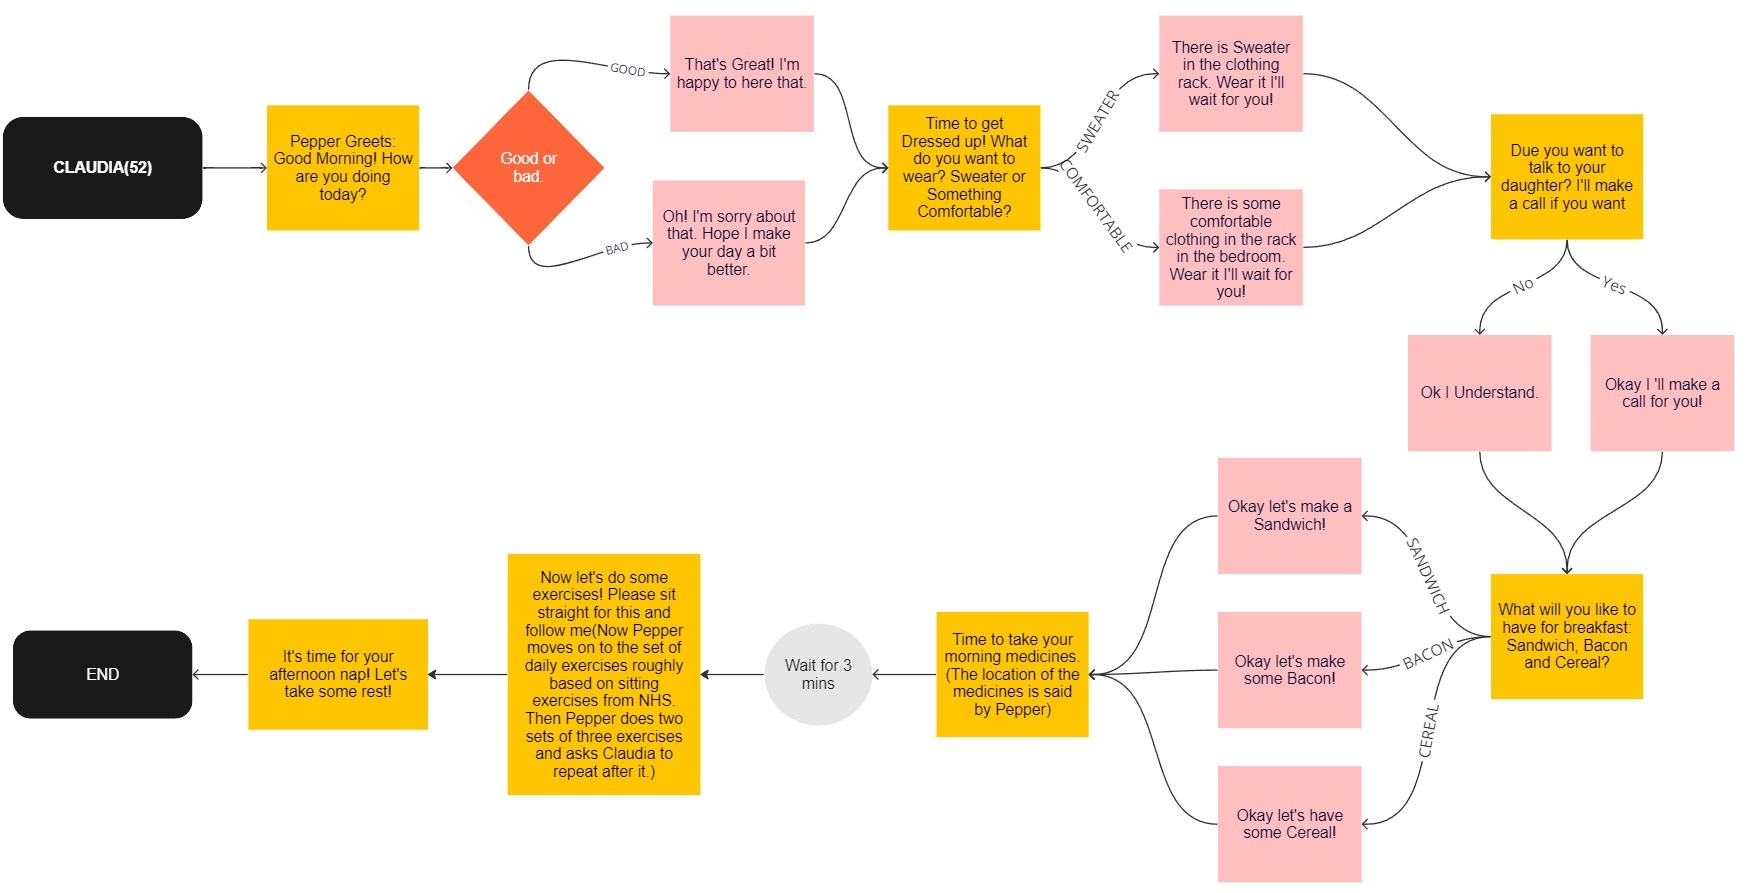 CLAUDIA(52)
Pepper Greets:
Good Morning! How
are you doing
today?
Good or
bad.
GOOD
That's Great! I'm
happy to here that.
BAD
Oh! I'm sorry about
that. Hope I make
your day a bit
better.
Time to get
Dressed up! What
do you want to
wear? Sweater or
Something
Comfortable?
SWEATER
There is Sweater
in the clothing
rack. Wear it I'll
wait for you!
COMFORTABLE
There is some
comfortable
clothing in the rack
in the bedroom.
Wear it I'll wait for
you!
Due you want to
talk to your
daughter? I'll make
a call if you want
No
Yes
Ok I Understand.
Okay I 'll make a
call for you!
What will you like to
have for breakfast:
Sandwich, Bacon
and Cereal?
SANDWICH
Okay let's make a
Sandwich!
BACON
Okay let's make
some Bacon!
CEREAL
Okay let's have
some Cereal!
Time to take your
morning medicines.
(The location of the
medicines is said
by Pepper)
Wait for 3
mins
Now let's do some
exercises! Please sit
straight for this and
follow me(Now Pepper
moves on to the set of
daily exercises roughly
based on sitting
exercises from NHS.
Then Pepper does two
sets of three exercises
and asks Claudia to
repeat after it.)
It's time for your
afternoon nap! Let's
take some rest!
END